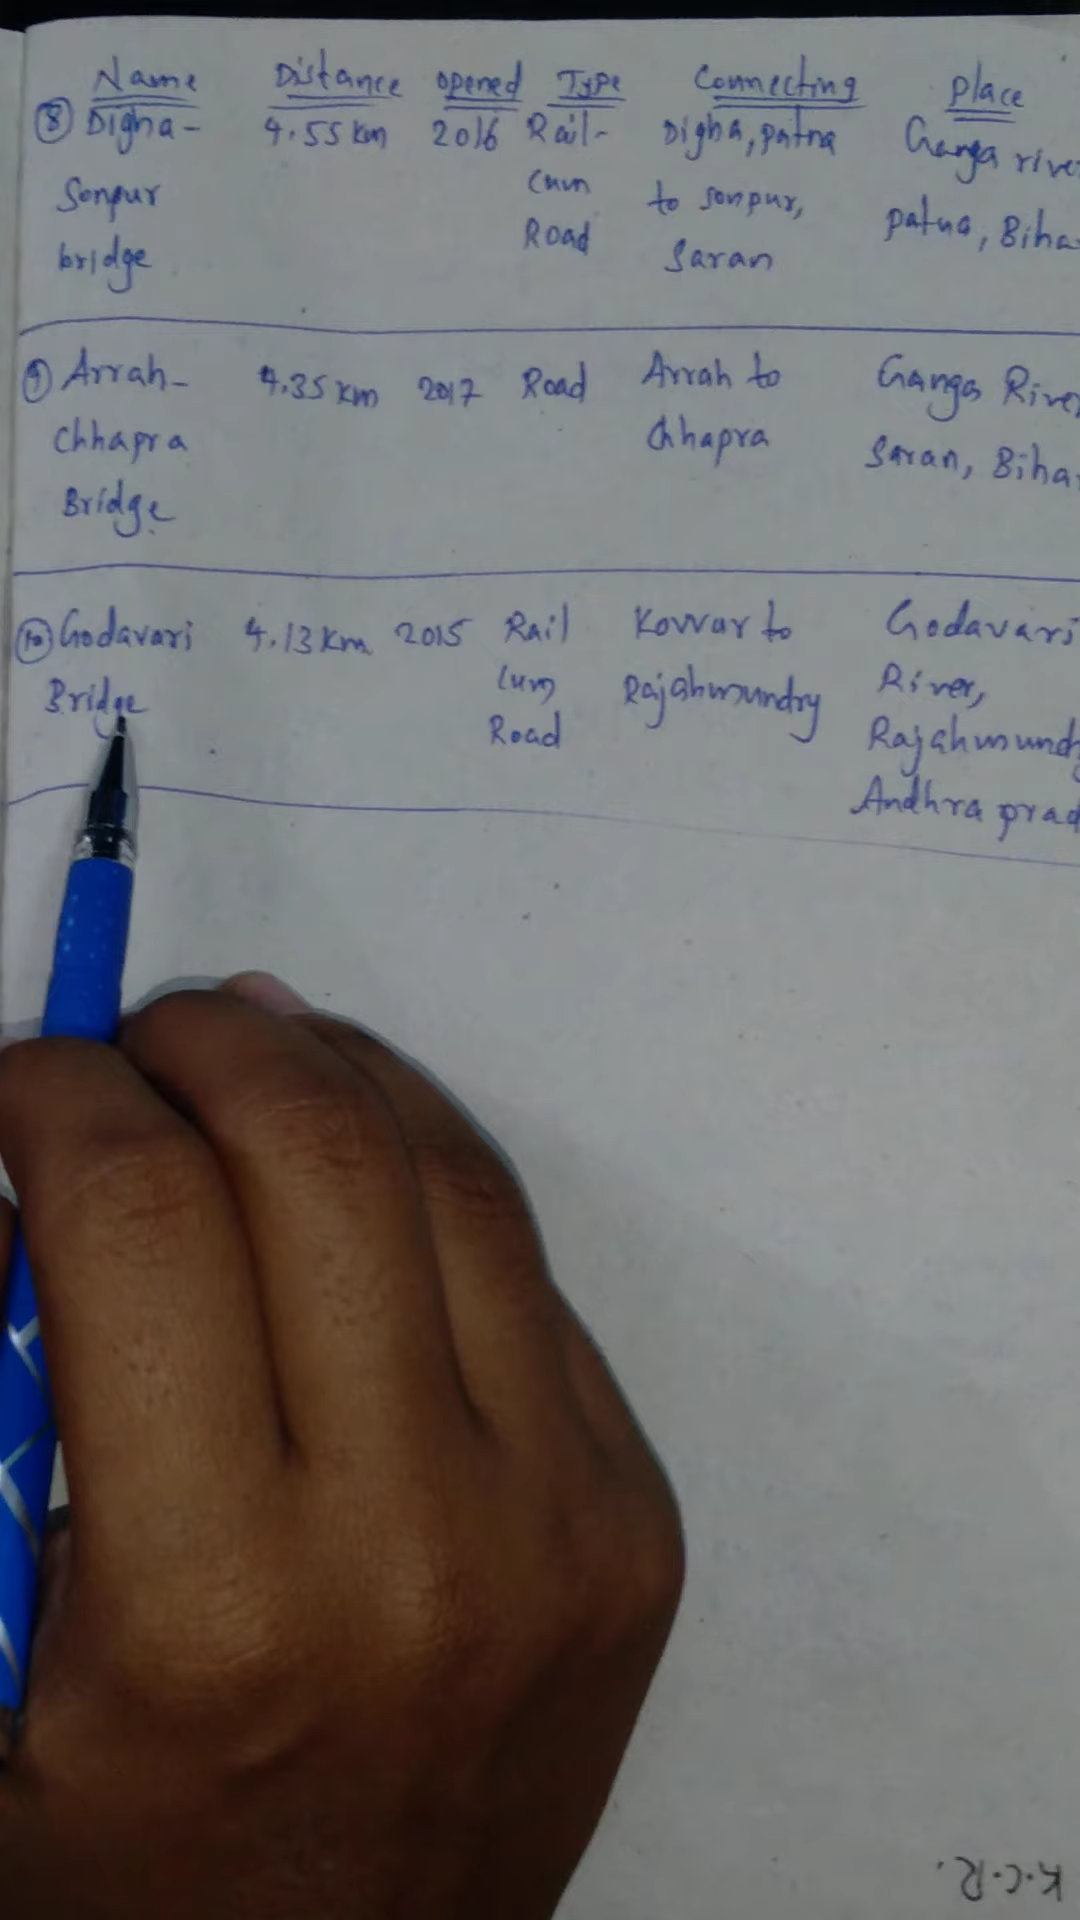 Name Distance opened Type Connecting place
8 Digha- 4.55 km 2016 Rail- Digha, patna Ganga rive
Sonpur cum to sonpur, patna, Biha
bridge Road Saran
9 Arrah- 4.35 km 2017 Road Arrah to Ganga Rive
Chhapra Chhapra Saran, Biha
Bridge
10 Godavari 4.13 km 2015 Rail Kovvur to Godavari
Bridge cum Rajahmundry River,
Road Rajahmund
Andhra prad
K.C.R.